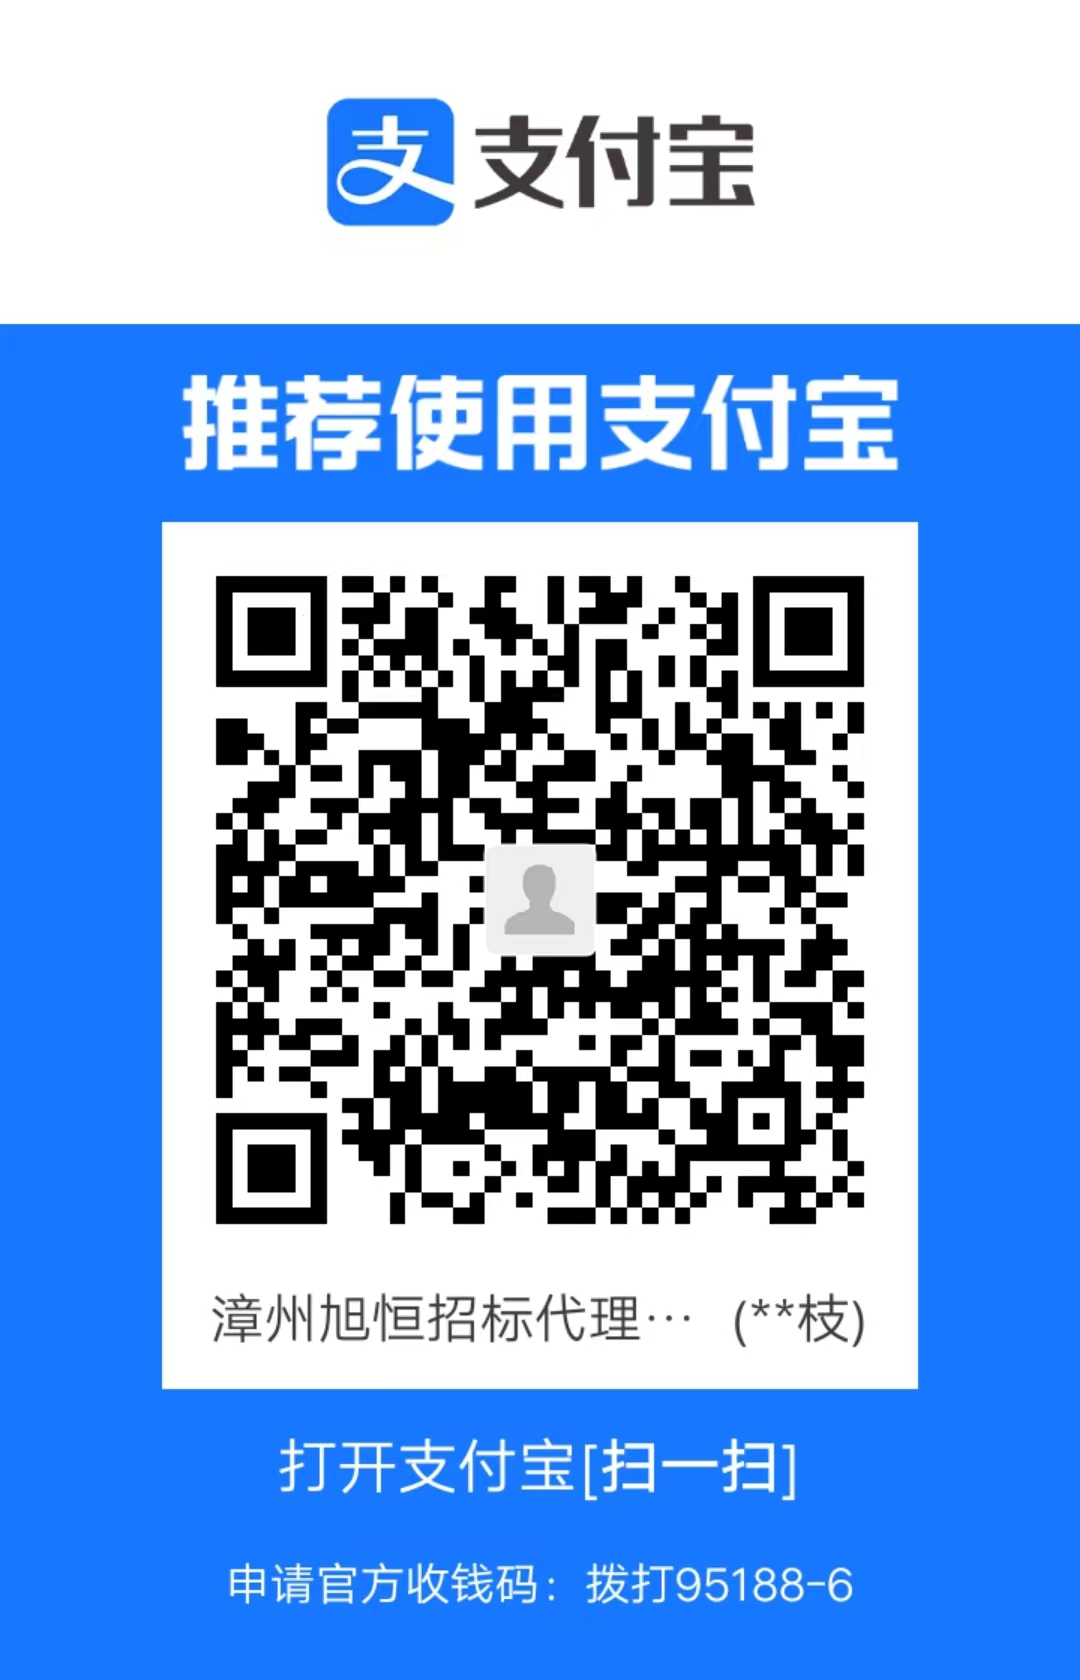 支 支付宝
推荐使用支付宝
漳州旭恒招标代理… (**枝)
打开支付宝[扫一扫]
申请官方收钱码：拨打95188-6